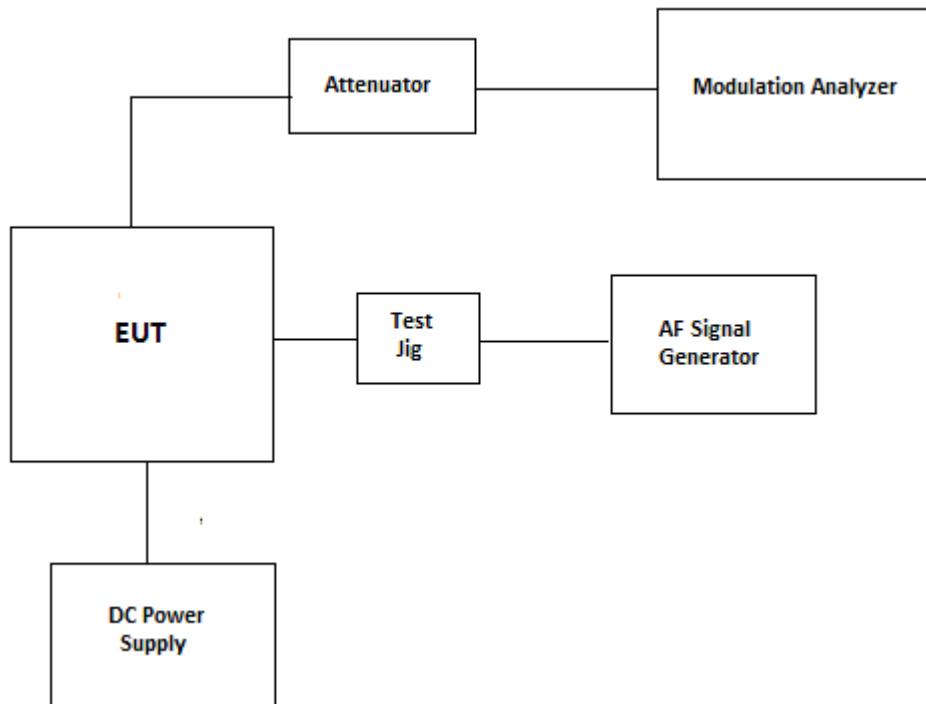 Attenuator
Modulation Analyzer
EUT
Test
Jig
AF Signal
Generator
DC Power
Supply